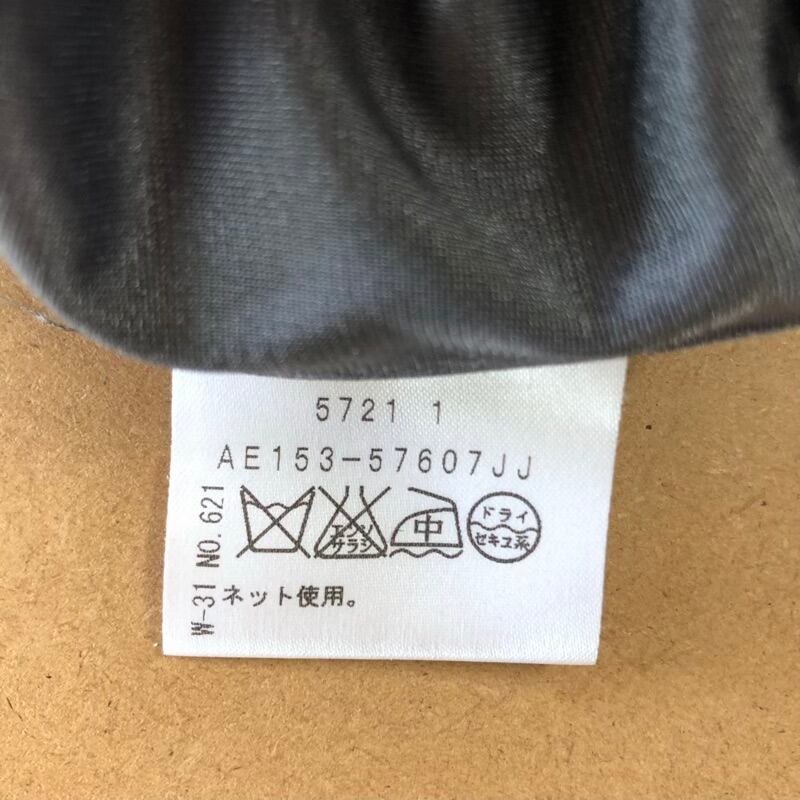 5721 1
AE153-57607JJ
エンソ
サラシ
中
ドライ
セキユ系
ネット使用。
W-31 NO.621